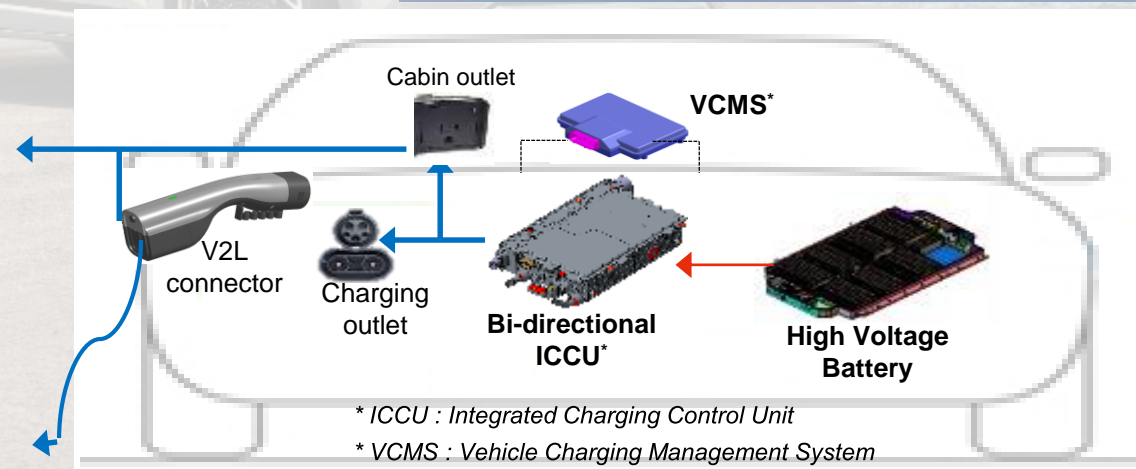 Cabin outlet
VCMS*
V2L
connector
Charging
outlet
Bi-directional
ICCU*
High Voltage
Battery
* ICCU : Integrated Charging Control Unit
* VCMS : Vehicle Charging Management System